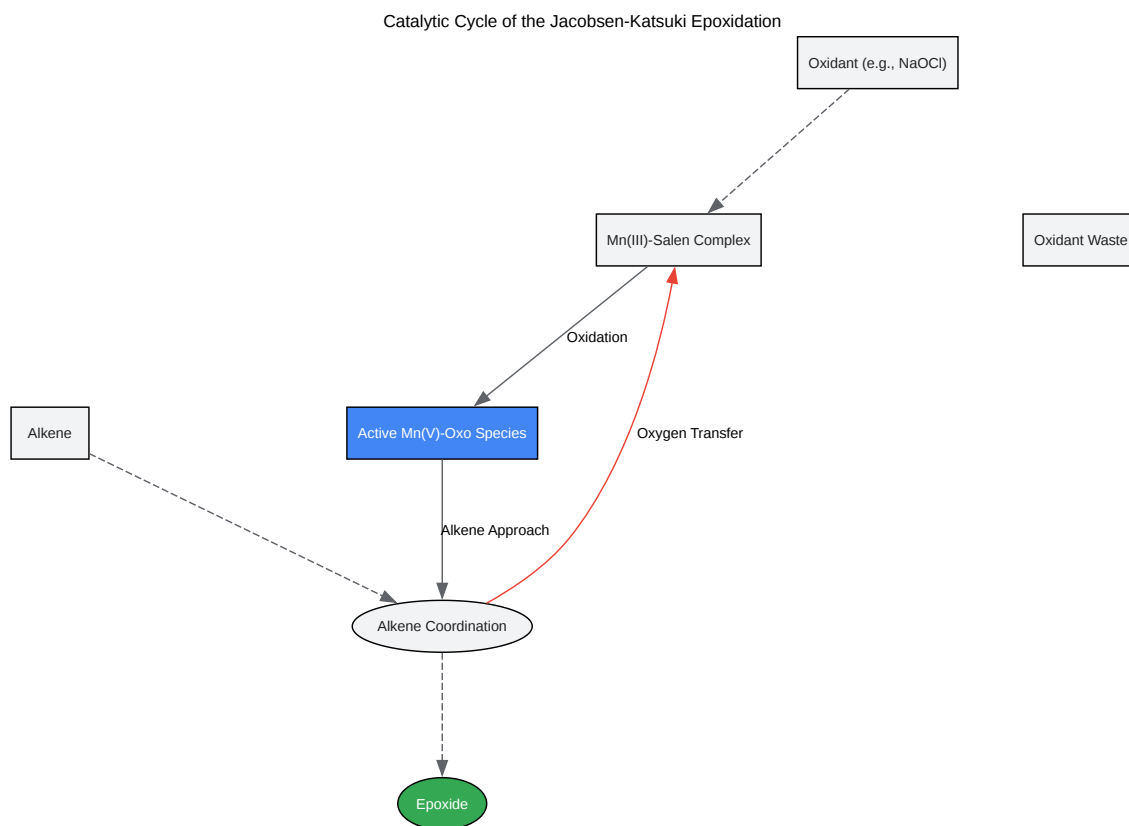 Catalytic Cycle of the Jacobsen-Katsuki Epoxidation
Oxidant (e.g., NaOCl)
Mn(III)-Salen Complex
Oxidant Waste
Oxidation
Alkene
Active Mn(V)-Oxo Species
Oxygen Transfer
Alkene Approach
Alkene Coordination
Epoxide